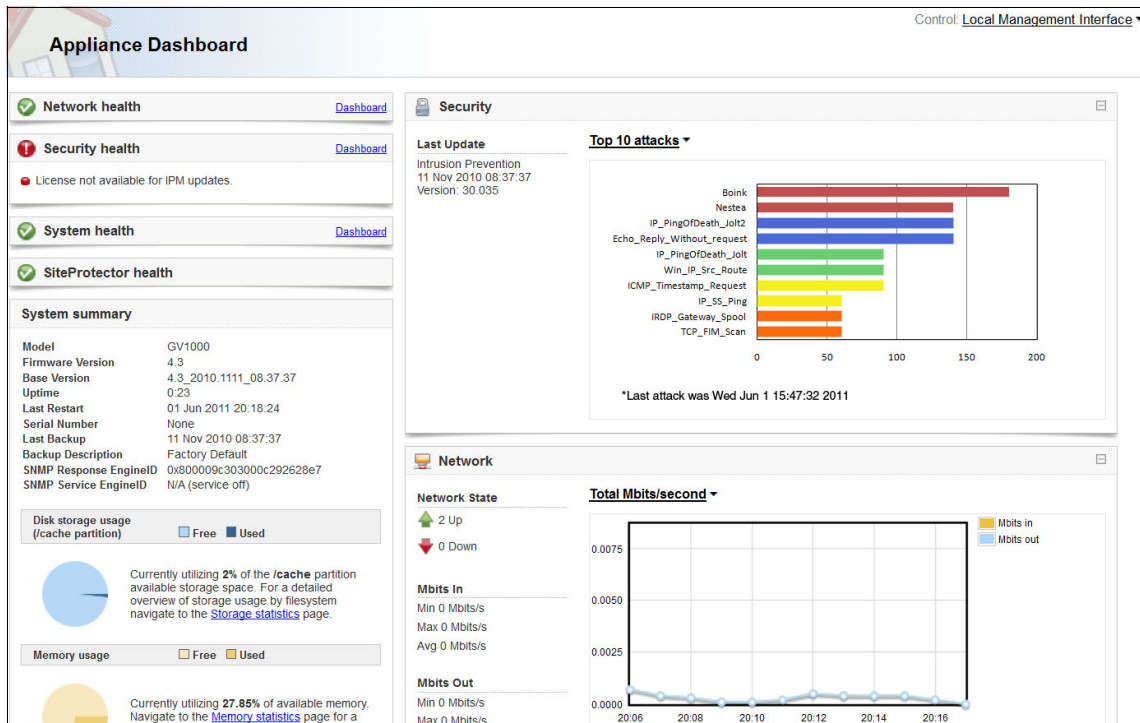 Control: Local Management Interface
Appliance Dashboard
Network health
Dashboard
Security health
Dashboard
License not available for IPM updates.
System health
Dashboard
SiteProtector health
System summary
Model GV1000
Firmware Version 4.3
Base Version 4.3_2010.1111_08.37.37
Uptime 0:23
Last Restart 01 Jun 2011 20:18:24
Serial Number None
Last Backup 11 Nov 2010 08:37:37
Backup Description Factory Default
SNMP Response EngineID 0x800009c303000c292628e7
SNMP Service EngineID N/A (service off)
Disk storage usage
(/cache partition)
Free Used
Currently utilizing 2% of the /cache partition
available storage space. For a detailed
overview of storage usage by filesystem
navigate to the Storage statistics page.
Memory usage
Free Used
Currently utilizing 27.85% of available memory.
Navigate to the Memory statistics page for a
Security
Last Update
Intrusion Prevention
11 Nov 2010 08:37:37
Version: 30.035
Top 10 attacks
Boink
Nestea
IP_PingOfDeath_Jolt2
Echo_Reply_Without_request
IP_PingOfDeath_Jolt
Win_IP_Src_Route
ICMP_Timestamp_Request
IP_SS_Ping
IRDP_Gateway_Spool
TCP_FIM_Scan
0 50 100 150 200
*Last attack was Wed Jun 1 15:47:32 2011
Network
Network State
2 Up
0 Down
Mbits In
Min 0 Mbits/s
Max 0 Mbits/s
Avg 0 Mbits/s
Mbits Out
Min 0 Mbits/s
Max 0 Mbits/s
Total Mbits/second
Mbits in
Mbits out
0.0075
0.0050
0.0025
0.0000
20:06 20:08 20:10 20:12 20:14 20:16